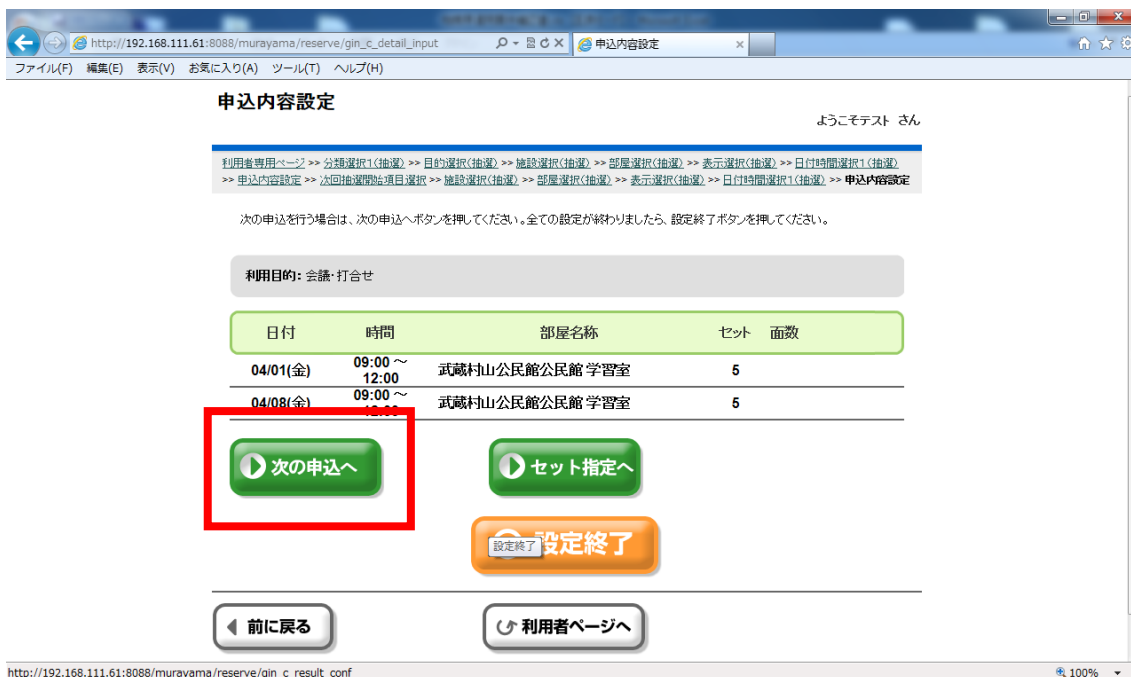 http://192.168.111.61:8088/murayama/reserve/gin_c_detail_input
申込内容設定
ファイル(F) 編集(E) 表示(V) お気に入り(A) ツール(T) ヘルプ(H)
申込内容設定
ようこそテスト さん
利用者専用ページ >> 分類選択1(抽選) >> 目的選択(抽選) >> 施設選択(抽選) >> 部屋選択(抽選) >> 表示選択(抽選) >> 日付時間選択1(抽選)
>> 申込内容設定 >> 次回抽選開始項目選択 >> 施設選択(抽選) >> 部屋選択(抽選) >> 表示選択(抽選) >> 日付時間選択1(抽選) >> 申込内容設定
次の申込を行う場合は、次の申込へボタンを押してください。全ての設定が終わりましたら、設定終了ボタンを押してください。
利用目的: 会議・打合せ
日付 時間 部屋名称 セット 面数
04/01(金) 09:00 ～ 12:00 武蔵村山公民館公民館 学習室 5
04/08(金) 09:00 ～ 12:00 武蔵村山公民館公民館 学習室 5
次の申込へ セット指定へ
設定終了 設定終了
前に戻る 利用者ページへ
http://192.168.111.61:8088/murayama/reserve/gin_c_result_conf 100%